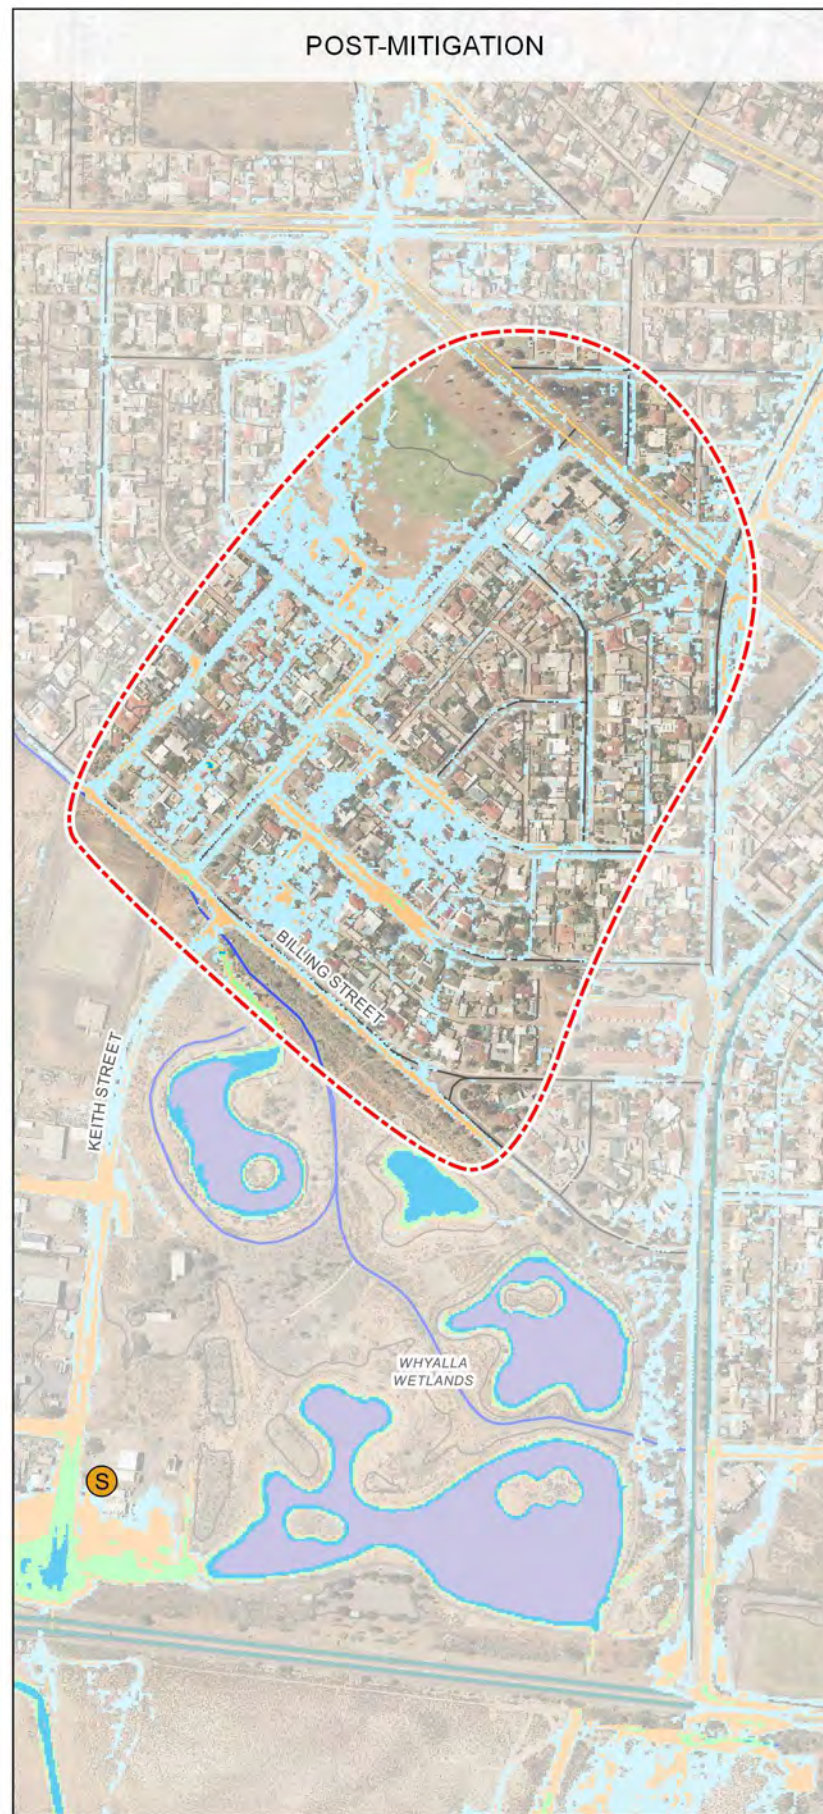 POST-MITIGATION
BILLING STREET
KEITH STREET
WHYALLA
WETLANDS
S